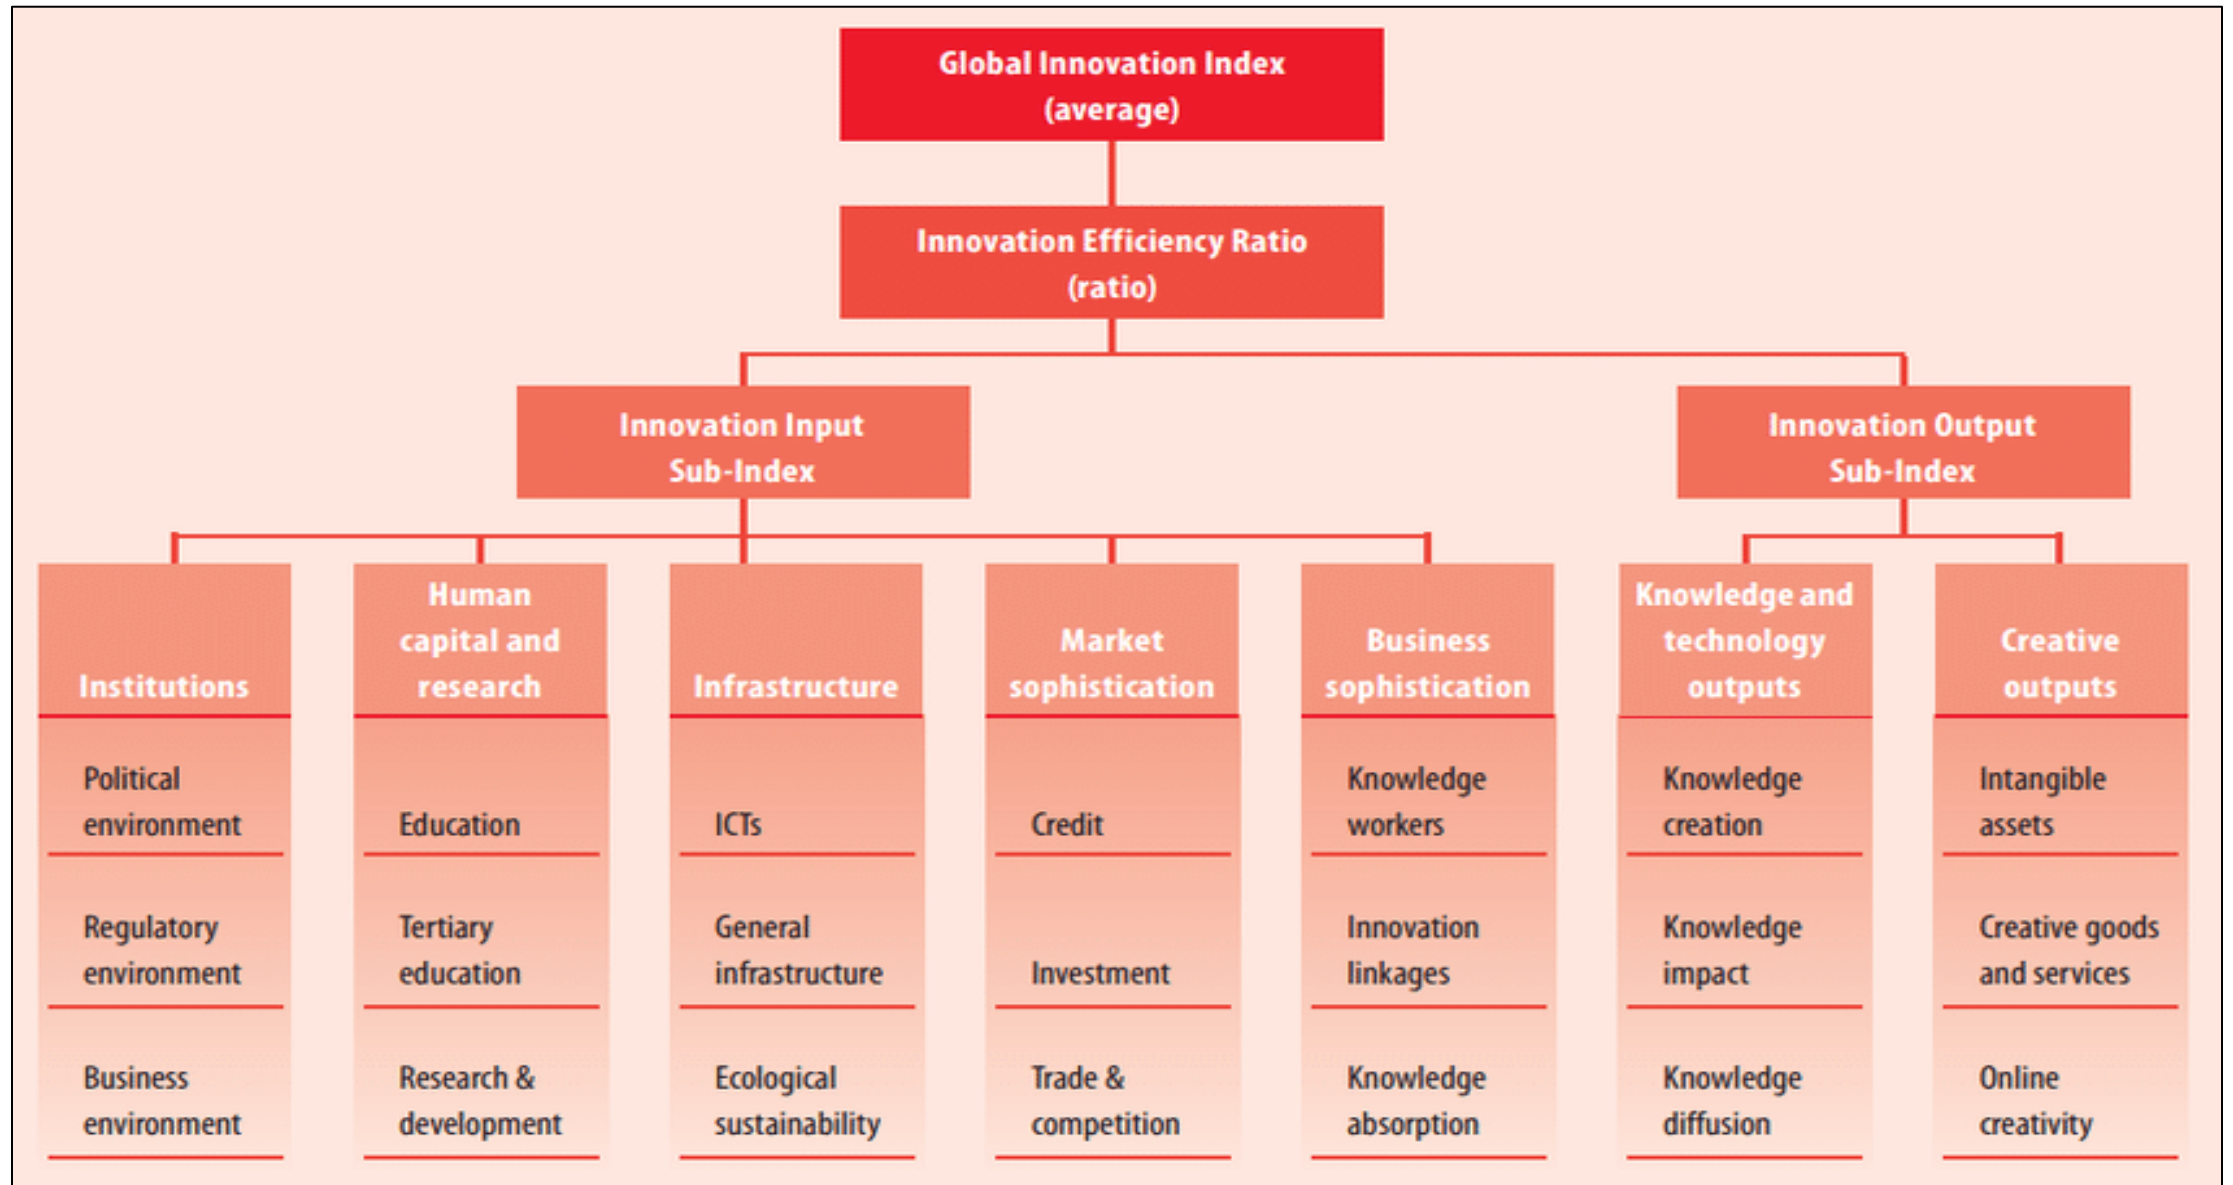 Global Innovation Index
(average)
Innovation Efficiency Ratio
(ratio)
Innovation Input
Sub-Index
Innovation Output
Sub-Index
Institutions
Human
capital and
research
Infrastructure
Market
sophistication
Business
sophistication
Knowledge and
technology
outputs
Creative
outputs
Political
environment
Education
ICTs
Credit
Knowledge
workers
Knowledge
creation
Intangible
assets
Regulatory
environment
Tertiary
education
General
infrastructure
Investment
Innovation
linkages
Knowledge
impact
Creative goods
and services
Business
environment
Research &
development
Ecological
sustainability
Trade &
competition
Knowledge
absorption
Knowledge
diffusion
Online
creativity